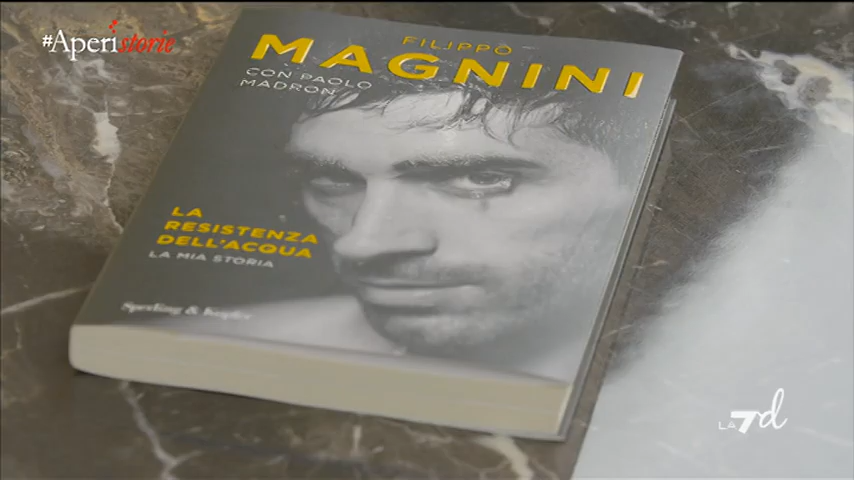 #Aperistorie
FILIPPO
MAGNINI
CON PAOLO
MADRON
LA
RESISTENZA
DELL'ACQUA
LA MIA STORIA
Sperling & Kupfer
LA7d